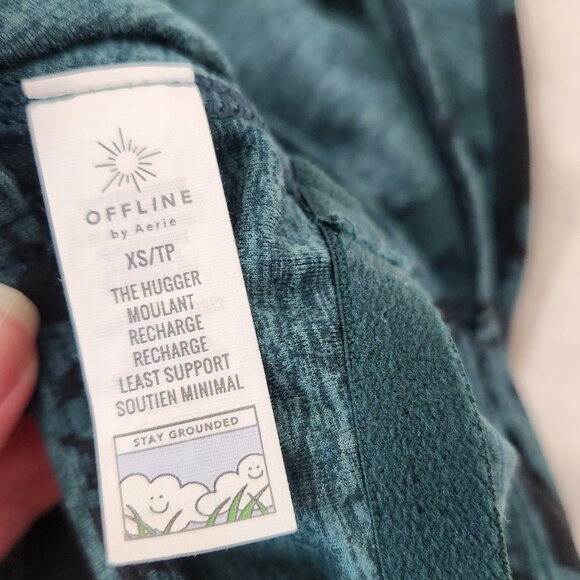 OFFLINE
by Aerie
XS/TP
THE HUGGER
MOULANT
RECHARGE
RECHARGE
LEAST SUPPORT
SOUTIEN MINIMAL
STAY GROUNDED